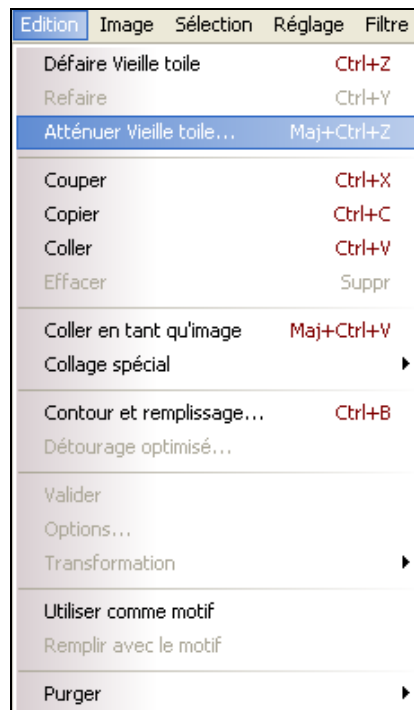 Edition Image Sélection Réglage Filtre
Défaire Vieille toile Ctrl+Z
Refaire Ctrl+Y
Atténuer Vieille toile... Maj+Ctrl+Z
Couper Ctrl+X
Copier Ctrl+C
Coller Ctrl+V
Effacer Suppr
Coller en tant qu'image Maj+Ctrl+V
Collage spécial
Contour et remplissage... Ctrl+B
Détourage optimisé...
Valider
Options...
Transformation
Utiliser comme motif
Remplir avec le motif
Purger